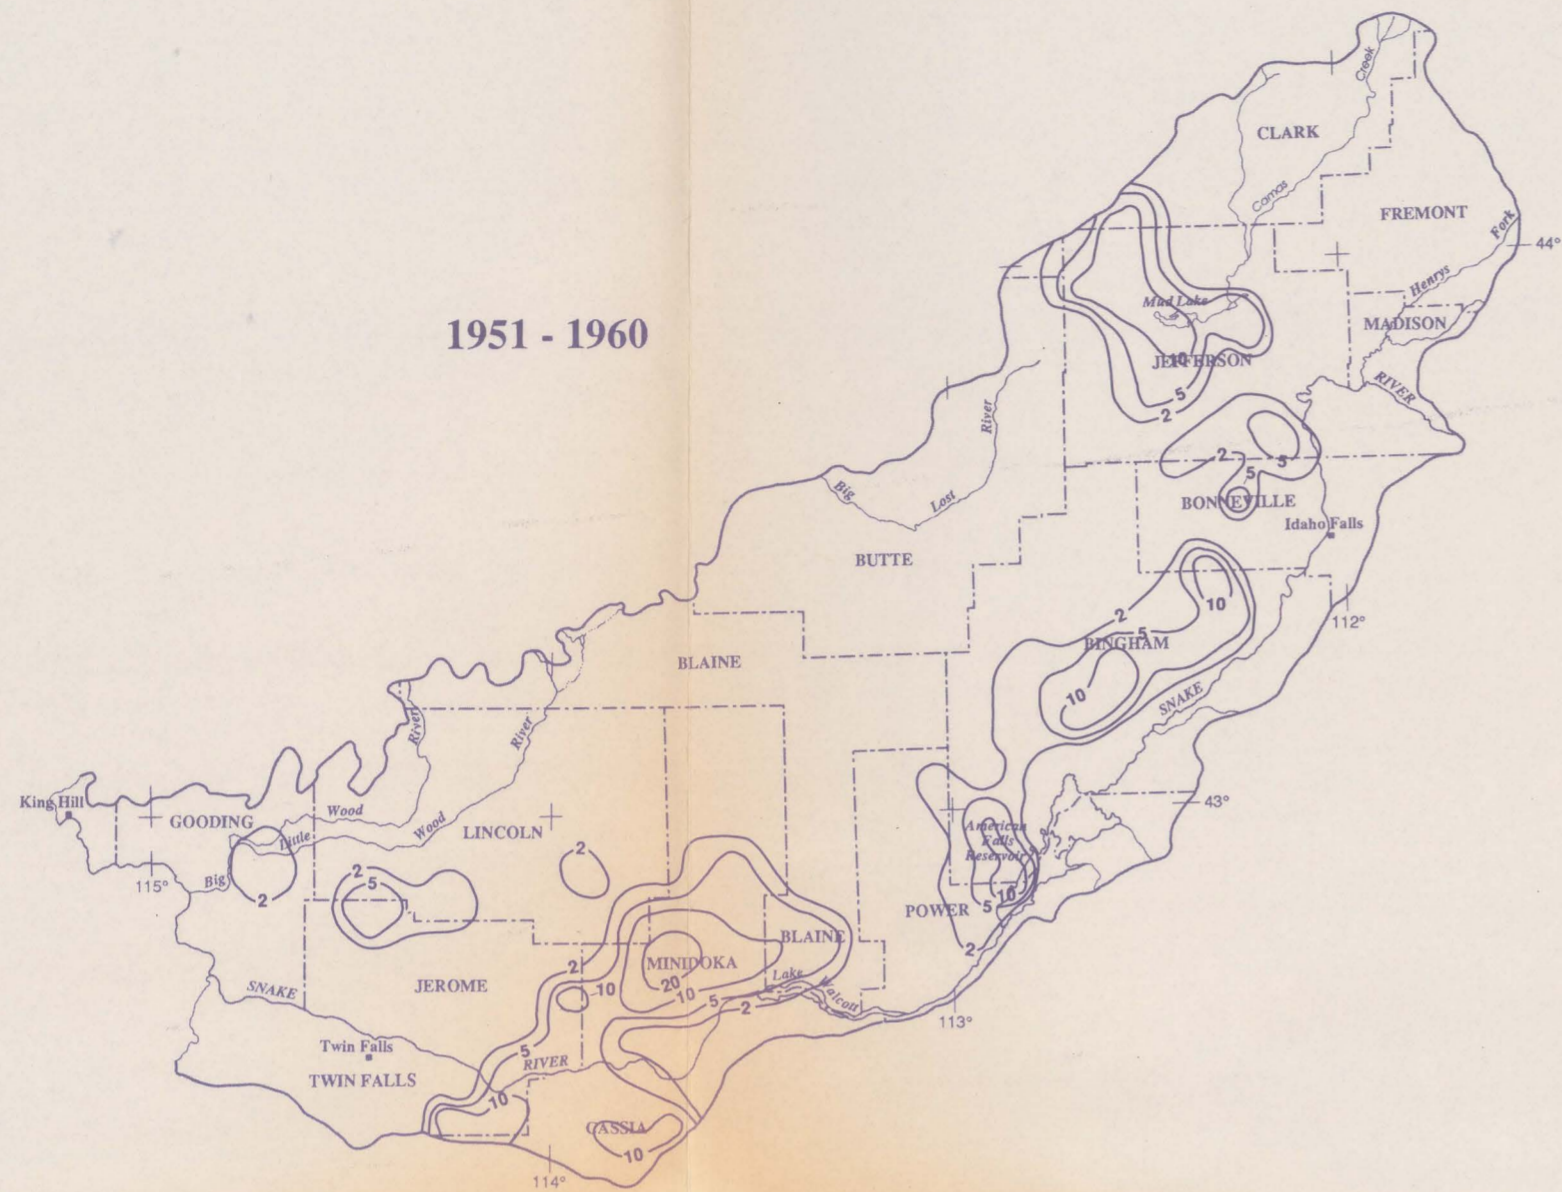 Creek
CLARK
Camas
FREMONT
Fork
44°
Henrys
Mud Lake
MADISON
1951 - 1960
10
JEFFERSON
RIVER
5
2
River
2
5
5
Big
Lost
BONNEVILLE
Idaho Falls
BUTTE
10
2
112°
5
BINGHAM
BLAINE
10
SNAKE
River
River
King Hill
43°
Wood
GOODING
Wood
LINCOLN
American
Falls
Reservoir
Little
2
115°
Big
2
5
2
10
5
POWER
BLAINE
2
2
MINIDOKA
Lake
20
10
10
5
2
Walcott
JEROME
SNAKE
113°
Twin Falls
5
RIVER
TWIN FALLS
10
CASSIA
10
114°